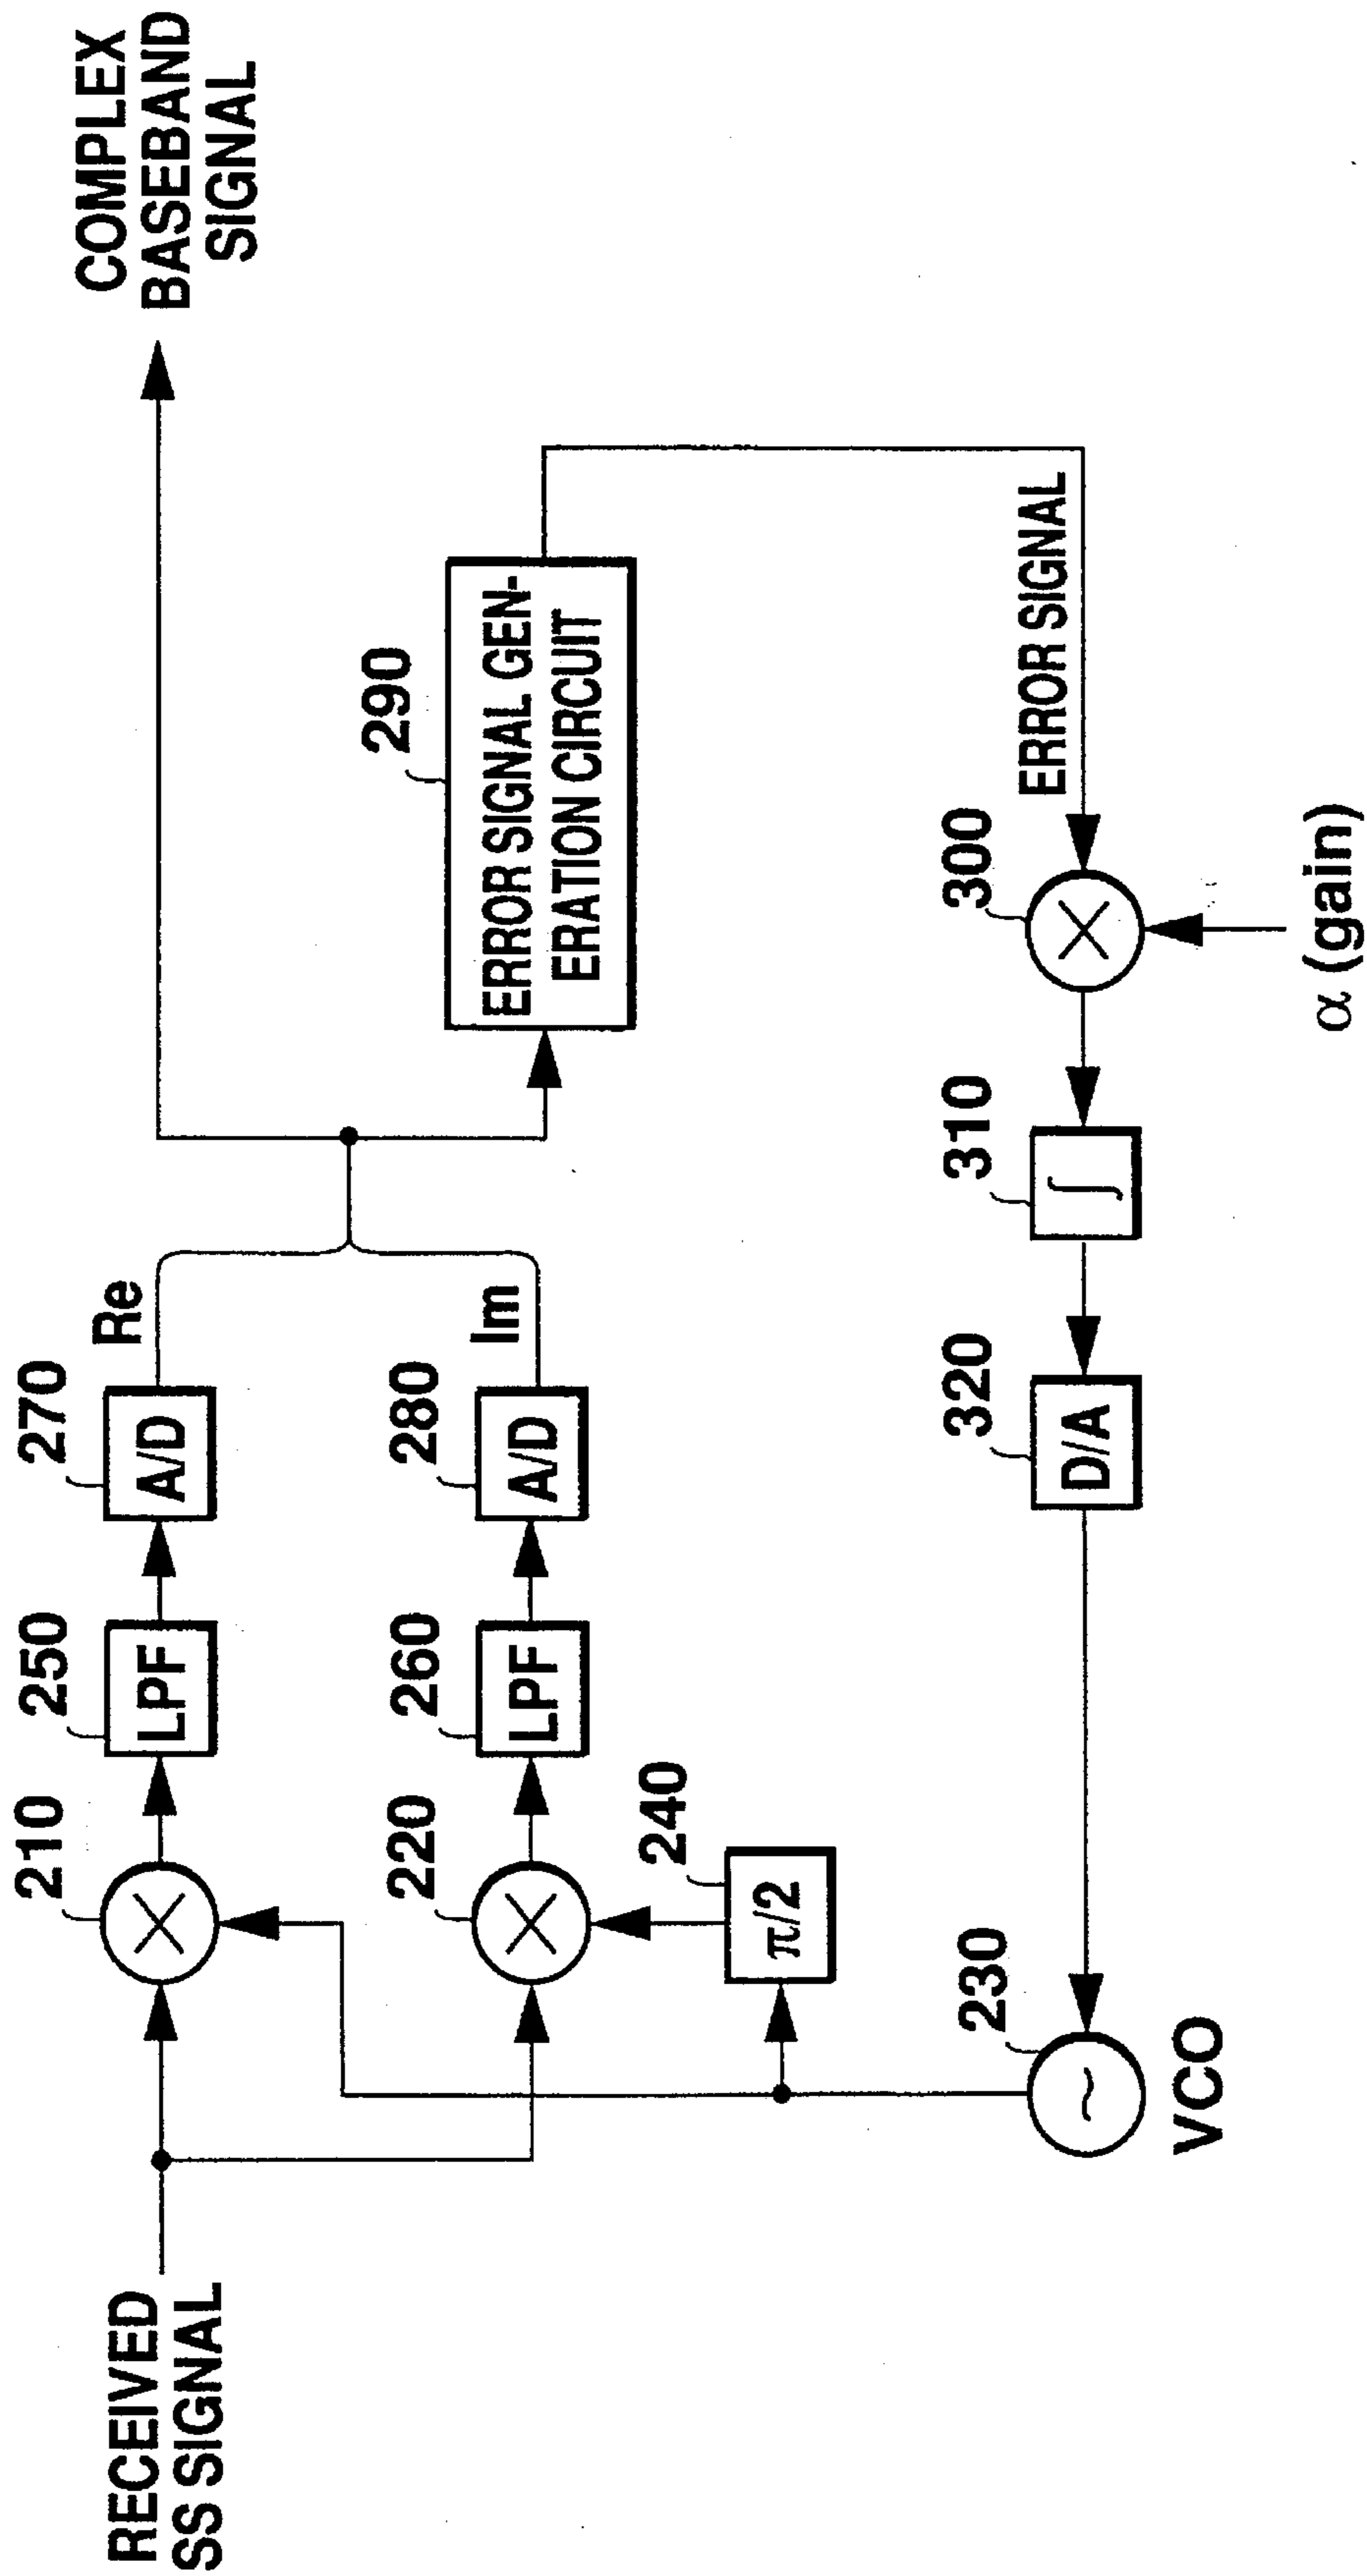 RECEIVED
SS SIGNAL
210
250
270
Re
COMPLEX
BASEBAND
SIGNAL
LPF
A/D
220
260
280
Im
LPF
A/D
290
ERROR SIGNAL GEN-
ERATION CIRCUIT
240
π/2
230
VCO
320
D/A
310
∫
300
ERROR SIGNAL
α (gain)